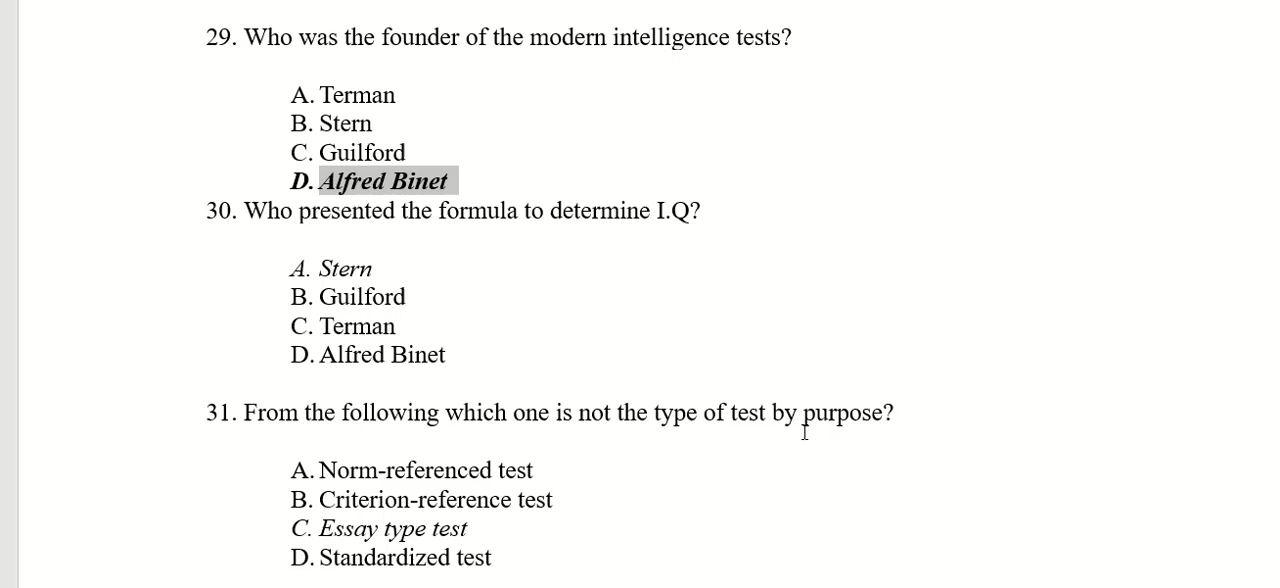 29. Who was the founder of the modern intelligence tests?
A. Terman
B. Stern
C. Guilford
D. Alfred Binet
30. Who presented the formula to determine I.Q?
A. Stern
B. Guilford
C. Terman
D. Alfred Binet
31. From the following which one is not the type of test by purpose?
A. Norm-referenced test
B. Criterion-reference test
C. Essay type test
D. Standardized test